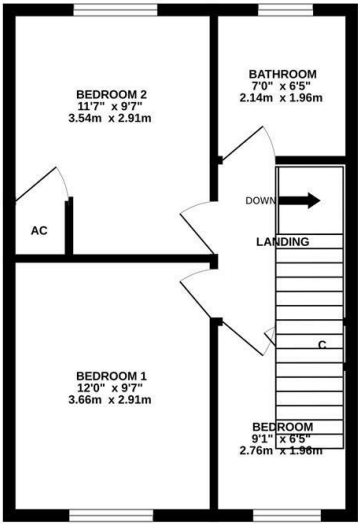 BEDROOM 2
11'7" x 9'7"
3.54m x 2.91m
BATHROOM
7'0" x 6'5"
2.14m x 1.96m
DOWN
AC
LANDING
BEDROOM 1
12'0" x 9'7"
3.66m x 2.91m
C
BEDROOM
9'1" x 6'5"
2.76m x 1.96m